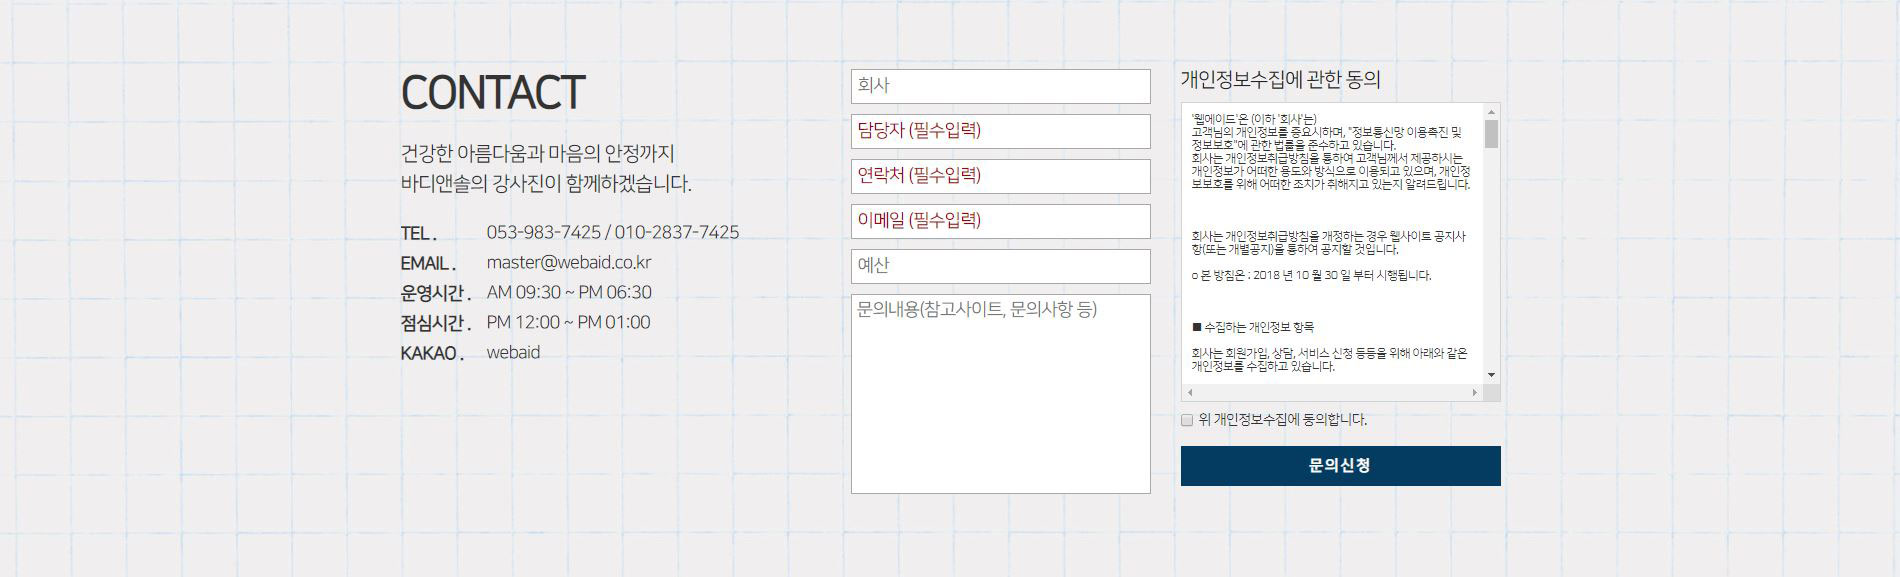 CONTACT
건강한 아름다움과 마음의 안정까지
바디앤솔의 강사진이 함께하겠습니다.
TEL . 053-983-7425 / 010-2837-7425
EMAIL . master@webaid.co.kr
운영시간 . AM 09:30 ~ PM 06:30
점심시간 . PM 12:00 ~ PM 01:00
KAKAO . webaid
회사
담당자 (필수입력)
연락처 (필수입력)
이메일 (필수입력)
예산
문의내용(참고사이트, 문의사항 등)
개인정보수집에 관한 동의
'웹에이드'은 (이하 '회사'는)
고객님의 개인정보를 중요시하며, "정보통신망 이용촉진 및
정보보호"에 관한 법률을 준수하고 있습니다.
회사는 개인정보취급방침을 통하여 고객님께서 제공하시는
개인정보가 어떠한 용도와 방식으로 이용되고 있으며, 개인정
보보호를 위해 어떠한 조치가 취해지고 있는지 알려드립니다.
회사는 개인정보취급방침을 개정하는 경우 웹사이트 공지사
항(또는 개별공지)을 통하여 공지할 것입니다.
ο 본 방침은 : 2018 년 10 월 30 일 부터 시행됩니다.
■ 수집하는 개인정보 항목
회사는 회원가입, 상담, 서비스 신청 등등을 위해 아래와 같은
개인정보를 수집하고 있습니다.
위 개인정보수집에 동의합니다.
문의신청